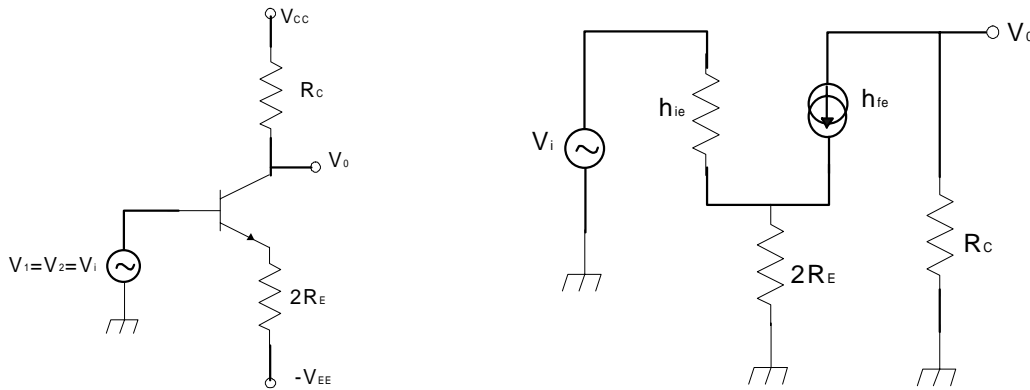 VCC
RC
V0
V1=V2=Vi
2RE
-VEE
V0
hie
hfe
Vi
RC
2RE